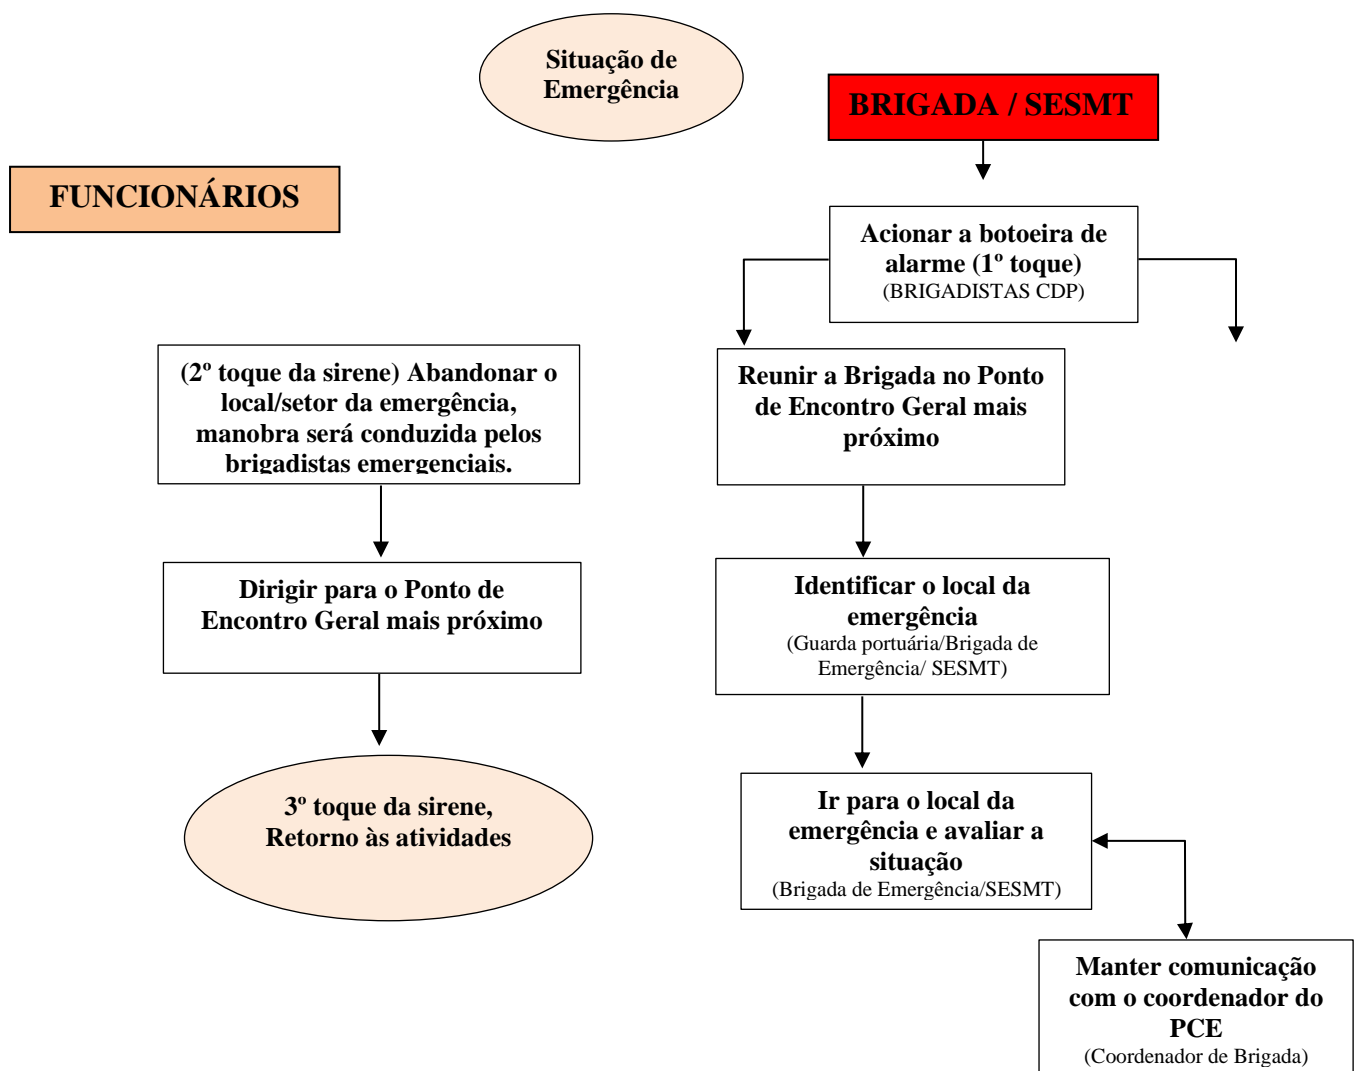 Situação de
Emergência
BRIGADA / SESMT
FUNCIONÁRIOS
Acionar a botoeira de
alarme (1º toque)
(BRIGADISTAS CDP)
(2º toque da sirene) Abandonar o
local/setor da emergência,
manobra será conduzida pelos
brigadistas emergenciais.
Reunir a Brigada no Ponto
de Encontro Geral mais
próximo
Dirigir para o Ponto de
Encontro Geral mais próximo
Identificar o local da
emergência
(Guarda portuária/Brigada de
Emergência/ SESMT)
3º toque da sirene,
Retorno às atividades
Ir para o local da
emergência e avaliar a
situação
(Brigada de Emergência/SESMT)
Manter comunicação
com o coordenador do
PCE
(Coordenador de Brigada)